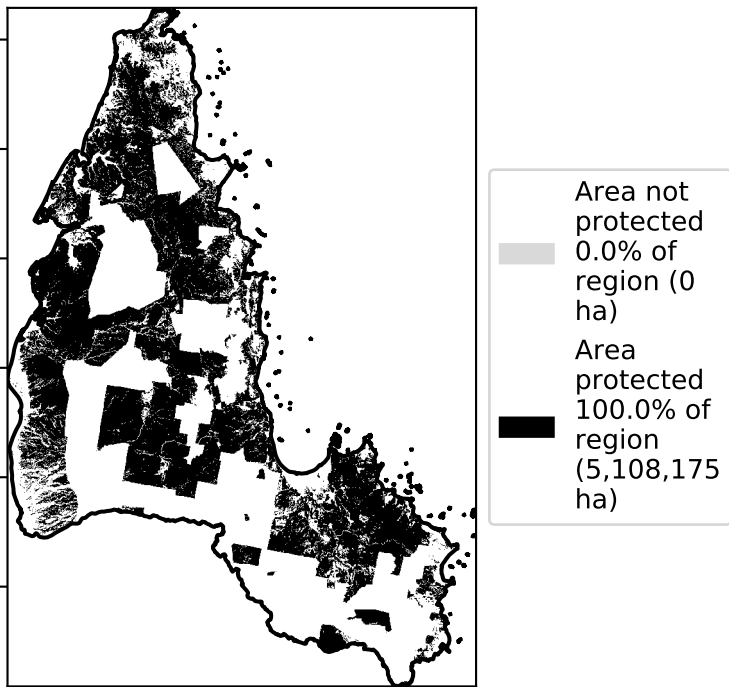 Area not
protected
0.0% of
region (0
ha)
Area
protected
100.0% of
region
(5,108,175
ha)